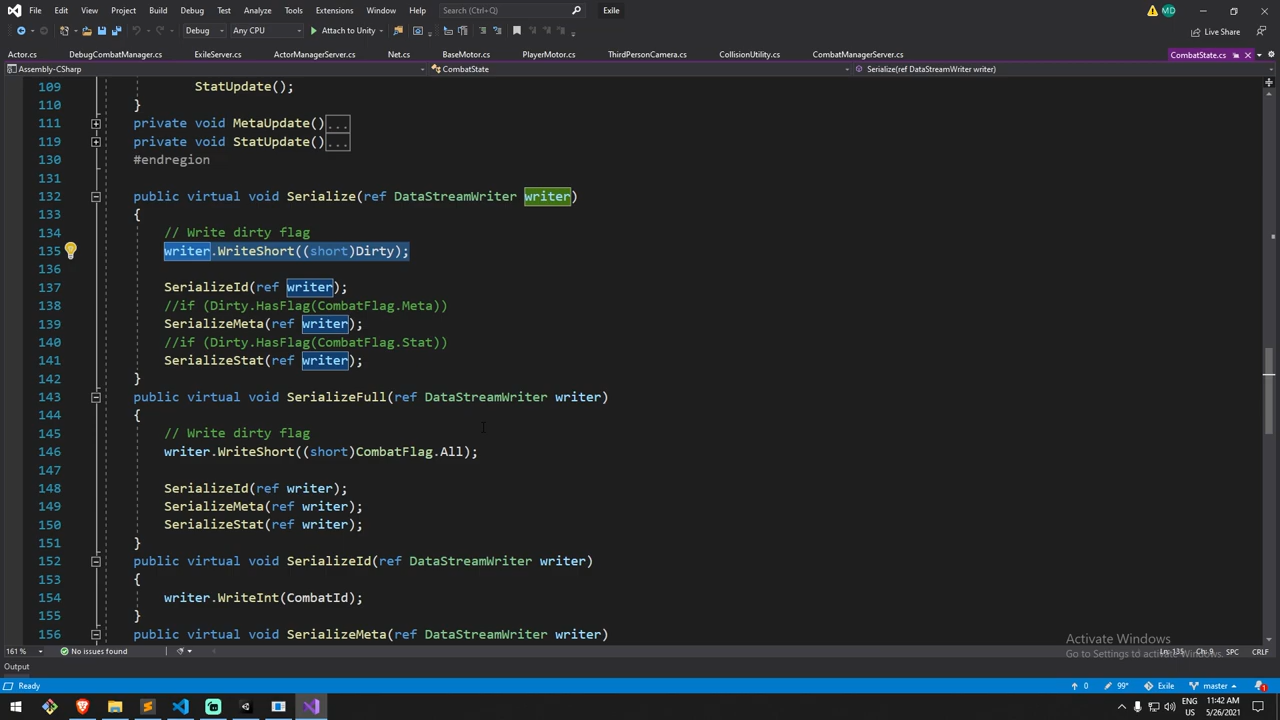 File Edit View Git Project Build Debug Test Analyze Tools Extensions Window Help Search (Ctrl+Q) Exile MD
Debug Any CPU Attach to Unity Live Share
Actor.cs DebugCombatManager.cs ExileServer.cs ActorManagerServer.cs Net.cs BaseMotor.cs PlayerMotor.cs ThirdPersonCamera.cs CollisionUtility.cs CombatManagerServer.cs CombatState.cs
Assembly-CSharp CombatState Serialize(ref DataStreamWriter writer)
109 StatUpdate();
110 }
111 private void MetaUpdate()...
119 private void StatUpdate()...
130 #endregion
131
132 public virtual void Serialize(ref DataStreamWriter writer)
133 {
134 // Write dirty flag
135 writer.WriteShort((short)Dirty);
136
137 SerializeId(ref writer);
138 //if (Dirty.HasFlag(CombatFlag.Meta))
139 SerializeMeta(ref writer);
140 //if (Dirty.HasFlag(CombatFlag.Stat))
141 SerializeStat(ref writer);
142 }
143 public virtual void SerializeFull(ref DataStreamWriter writer)
144 {
145 // Write dirty flag
146 writer.WriteShort((short)CombatFlag.All);
147
148 SerializeId(ref writer);
149 SerializeMeta(ref writer);
150 SerializeStat(ref writer);
151 }
152 public virtual void SerializeId(ref DataStreamWriter writer)
153 {
154 writer.WriteInt(CombatId);
155 }
156 public virtual void SerializeMeta(ref DataStreamWriter writer)
Activate Windows
Go to Settings to activate Windows.
161 % No issues found Ln: 135 Ch: 9 SPC CRLF
Output
Ready 0 99* Exile master 1
ENG 11:42 AM
US 5/26/2021